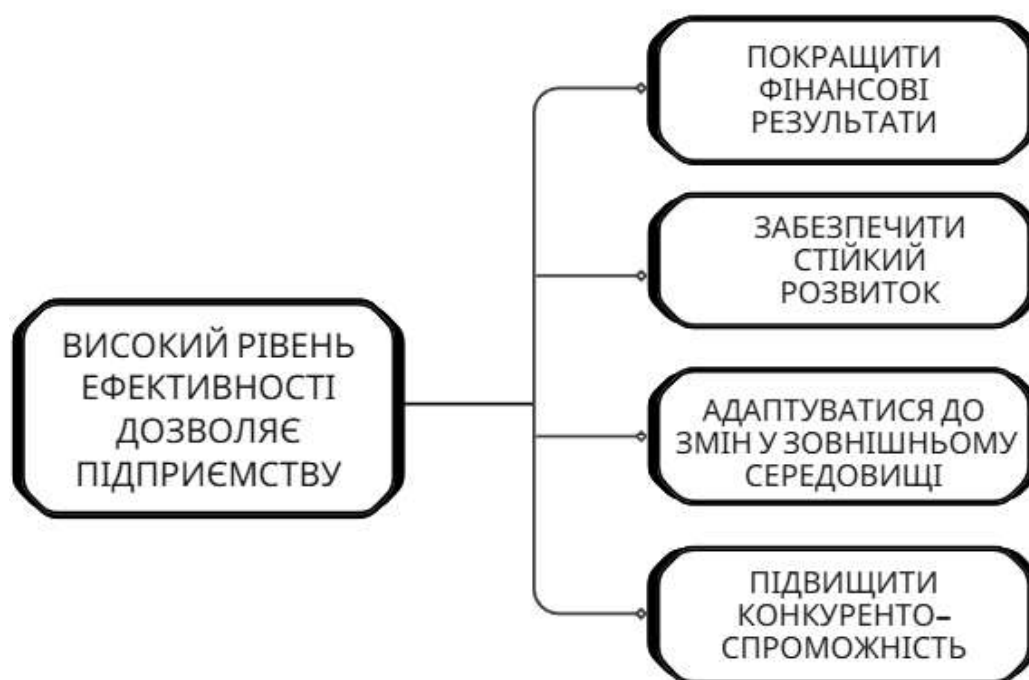 ВИСОКИЙ РІВЕНЬ
ЕФЕКТИВНОСТІ
ДОЗВОЛЯЄ
ПІДПРИЄМСТВУ
ПОКРАЩИТИ
ФІНАНСОВІ
РЕЗУЛЬТАТИ
ЗАБЕЗПЕЧИТИ
СТІЙКИЙ
РОЗВИТОК
АДАПТУВАТИСЯ ДО
ЗМІН У ЗОВНІШНЬОМУ
СЕРЕДОВИЩІ
ПІДВИЩИТИ
КОНКУРЕНТО–
СПРОМОЖНІСТЬ